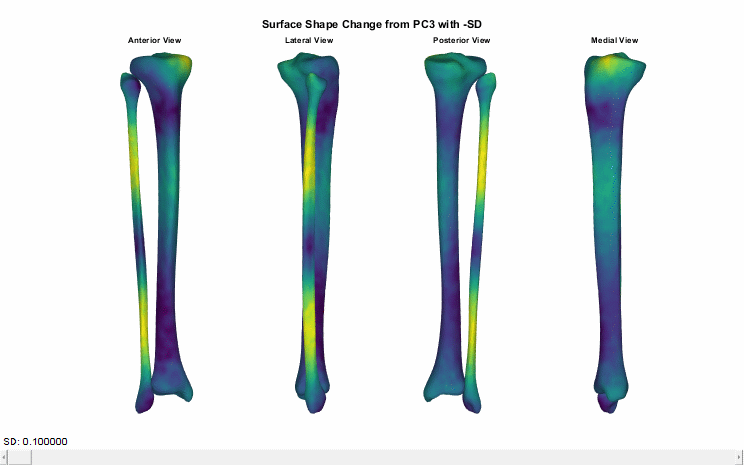 Surface Shape Change from PC3 with -SD
Anterior View
Lateral View
Posterior View
Medial View
SD: 0.100000